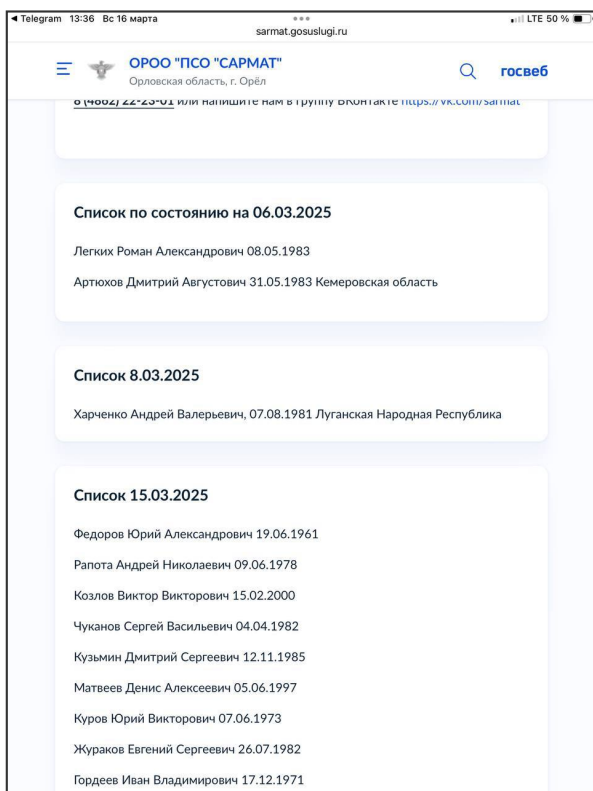 ◀ Telegram 13:36 Вс 16 марта LTE 50 %
sarmat.gosuslugi.ru
ОРОО "ПСО "САРМАТ"
Орловская область, г. Орёл
госвеб
8 (4862) 22-23-01 или напишите нам в группу ВКонтакте https://vk.com/sarmat
Список по состоянию на 06.03.2025
Легких Роман Александрович 08.05.1983
Артюхов Дмитрий Августович 31.05.1983 Кемеровская область
Список 8.03.2025
Харченко Андрей Валерьевич, 07.08.1981 Луганская Народная Республика
Список 15.03.2025
Федоров Юрий Александрович 19.06.1961
Рапота Андрей Николаевич 09.06.1978
Козлов Виктор Викторович 15.02.2000
Чуканов Сергей Васильевич 04.04.1982
Кузьмин Дмитрий Сергеевич 12.11.1985
Матвеев Денис Алексеевич 05.06.1997
Куров Юрий Викторович 07.06.1973
Жураков Евгений Сергеевич 26.07.1982
Гордеев Иван Владимирович 17.12.1971